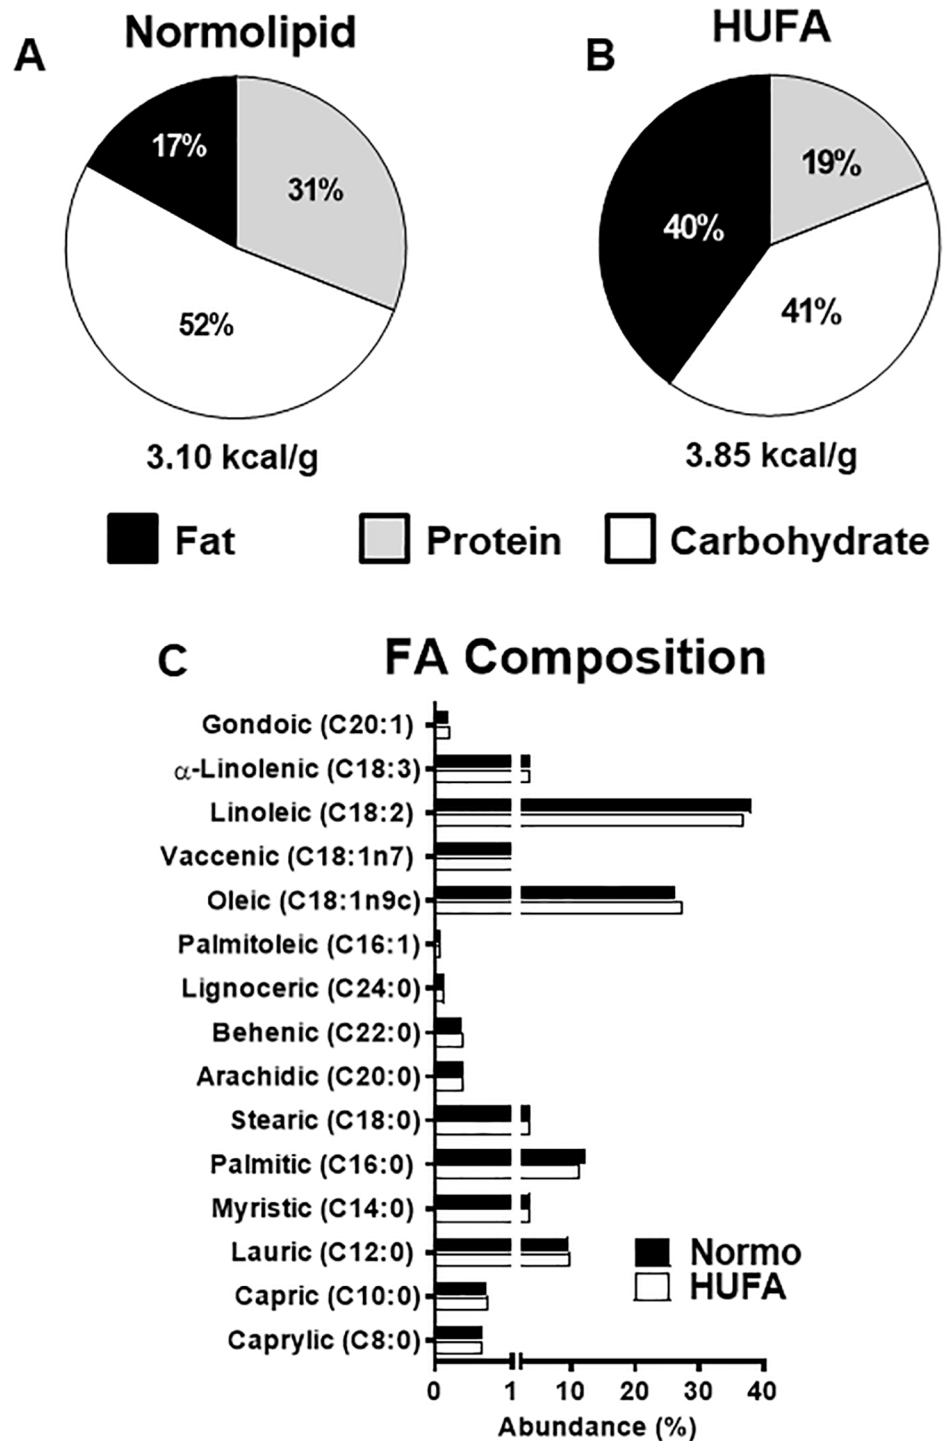 A
Normolipid
17%
31%
52%
3.10 kcal/g
B
HUFA
40%
19%
41%
3.85 kcal/g
Fat
Protein
Carbohydrate
C
FA Composition
Gondoic (C20:1)
α-Linolenic (C18:3)
Linoleic (C18:2)
Vaccenic (C18:1n7)
Oleic (C18:1n9c)
Palmitoleic (C16:1)
Lignoceric (C24:0)
Behenic (C22:0)
Arachidic (C20:0)
Stearic (C18:0)
Palmitic (C16:0)
Myristic (C14:0)
Lauric (C12:0)
Capric (C10:0)
Caprylic (C8:0)
Normo
HUFA
0 1 10 20 30 40
Abundance (%)